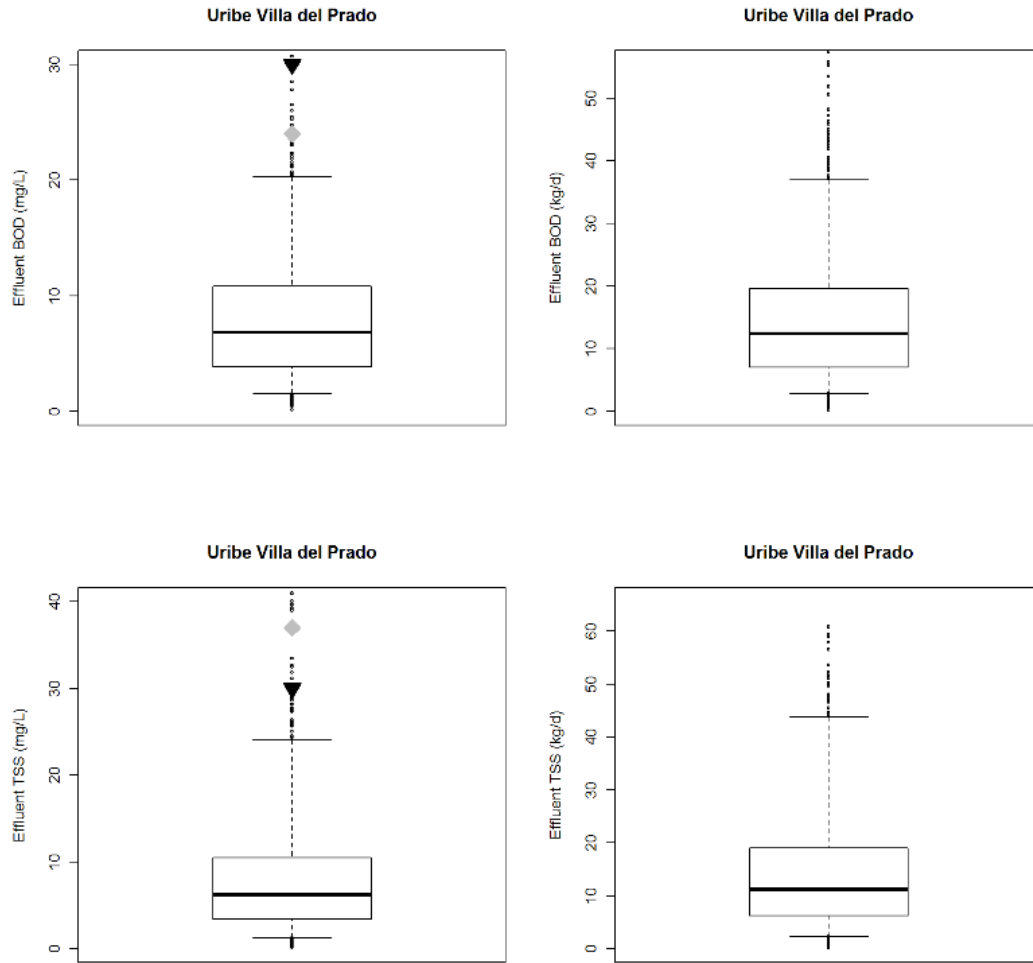 Uribe Villa del Prado
Effluent BOD (mg/L)
30
20
10
0
Uribe Villa del Prado
Effluent BOD (kg/d)
50
40
30
20
10
0
Uribe Villa del Prado
Effluent TSS (mg/L)
40
30
20
10
0
Uribe Villa del Prado
Effluent TSS (kg/d)
60
50
40
30
20
10
0